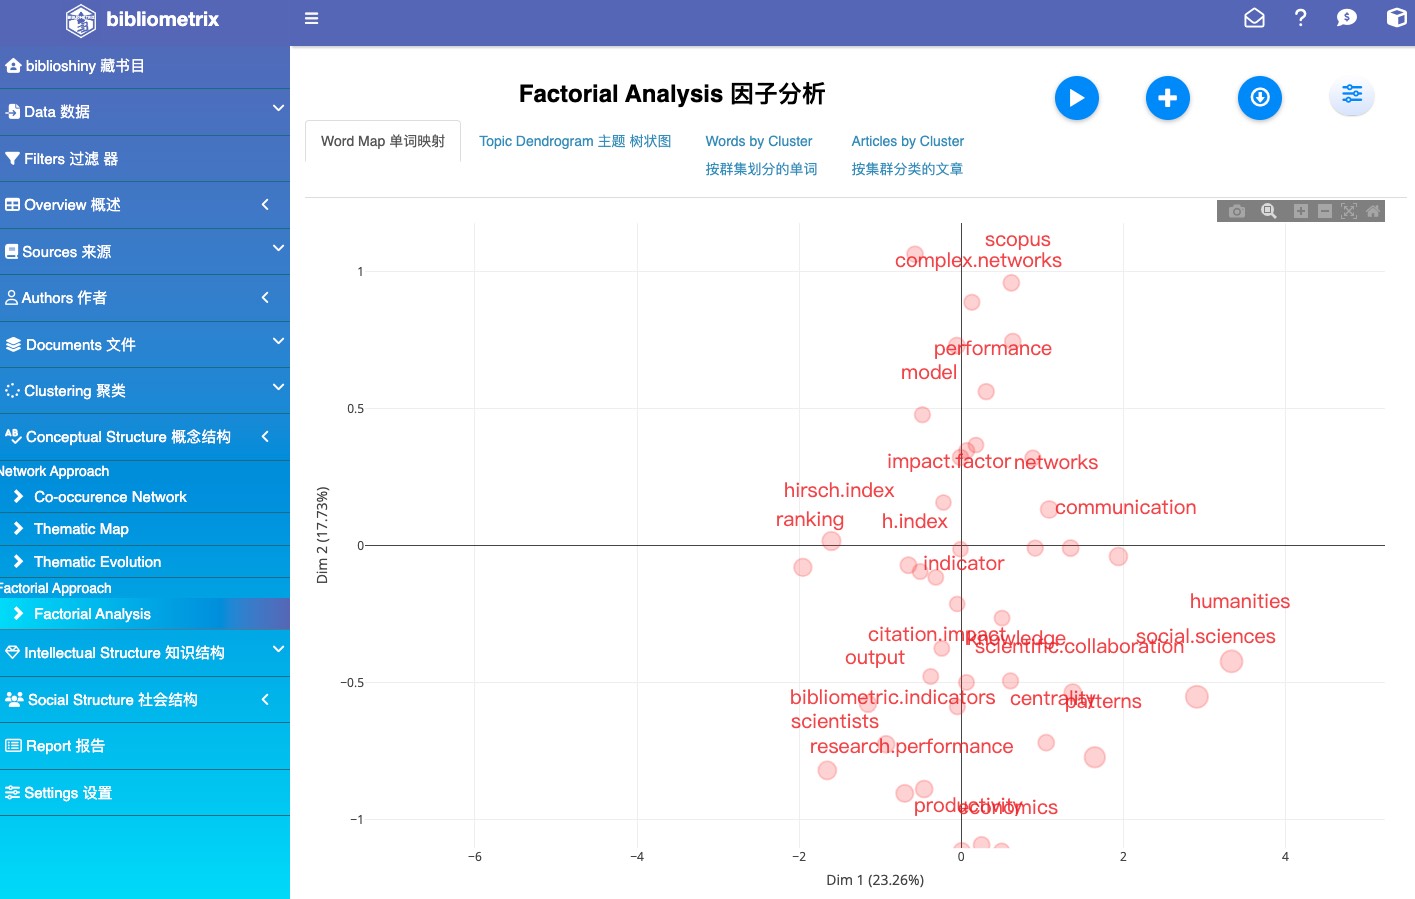 bibliometrix
biblioshiny 藏书目
Data 数据
Filters 过滤 器
Overview 概述
Sources 来源
Authors 作者
Documents 文件
Clustering 聚类
Conceptual Structure 概念结构
Network Approach
Co-occurence Network
Thematic Map
Thematic Evolution
Factorial Approach
Factorial Analysis
Intellectual Structure 知识结构
Social Structure 社会结构
Report 报告
Settings 设置
Factorial Analysis 因子分析
Word Map 单词映射
Topic Dendrogram 主题 树状图
Words by Cluster
按群集划分的单词
Articles by Cluster
按集群分类的文章
scopus
complex.networks
1
performance
model
0.5
impact.factor
networks
hirsch.index
communication
ranking
h.index
0
indicator
humanities
citation.impact
knowledge
scientific.collaboration
social.sciences
output
−0.5
bibliometric.indicators
centrality
patterns
scientists
research.performance
productivity
economics
−1
Dim 2 (17.73%)
−6
−4
−2
0
2
4
Dim 1 (23.26%)